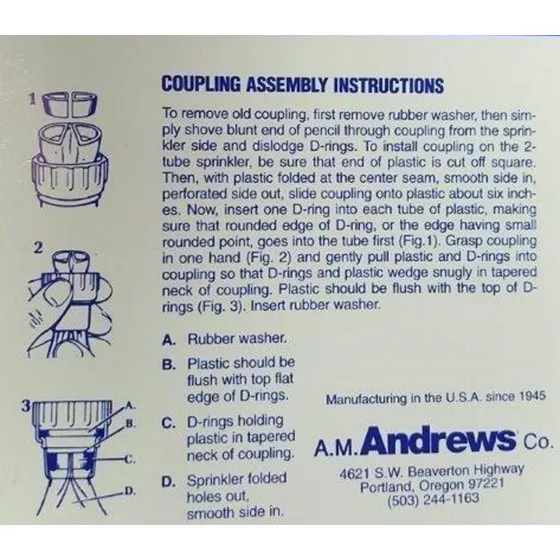 COUPLING ASSEMBLY INSTRUCTIONS
To remove old coupling, first remove rubber washer, then sim-
ply shove blunt end of pencil through coupling from the sprin-
kler side and dislodge D-rings. To install coupling on the 2-
tube sprinkler, be sure that end of plastic is cut off square.
Then, with plastic folded at the center seam, smooth side in,
perforated side out, slide coupling onto plastic about six inch-
es. Now, insert one D-ring into each tube of plastic, making
sure that rounded edge of D-ring, or the edge having small
rounded point, goes into the tube first (Fig.1). Grasp coupling
in one hand (Fig. 2) and gently pull plastic and D-rings into
coupling so that D-rings and plastic wedge snugly in tapered
neck of coupling. Plastic should be flush with the top of D-
rings (Fig. 3). Insert rubber washer.
1
2
3
A.
B.
C.
D.
A. Rubber washer.
B. Plastic should be
flush with top flat
edge of D-rings.
C. D-rings holding
plastic in tapered
neck of coupling.
D. Sprinkler folded
holes out,
smooth side in.
Manufacturing in the U.S.A. since 1945
A.M. Andrews Co.
4621 S.W. Beaverton Highway
Portland, Oregon 97221
(503) 244-1163